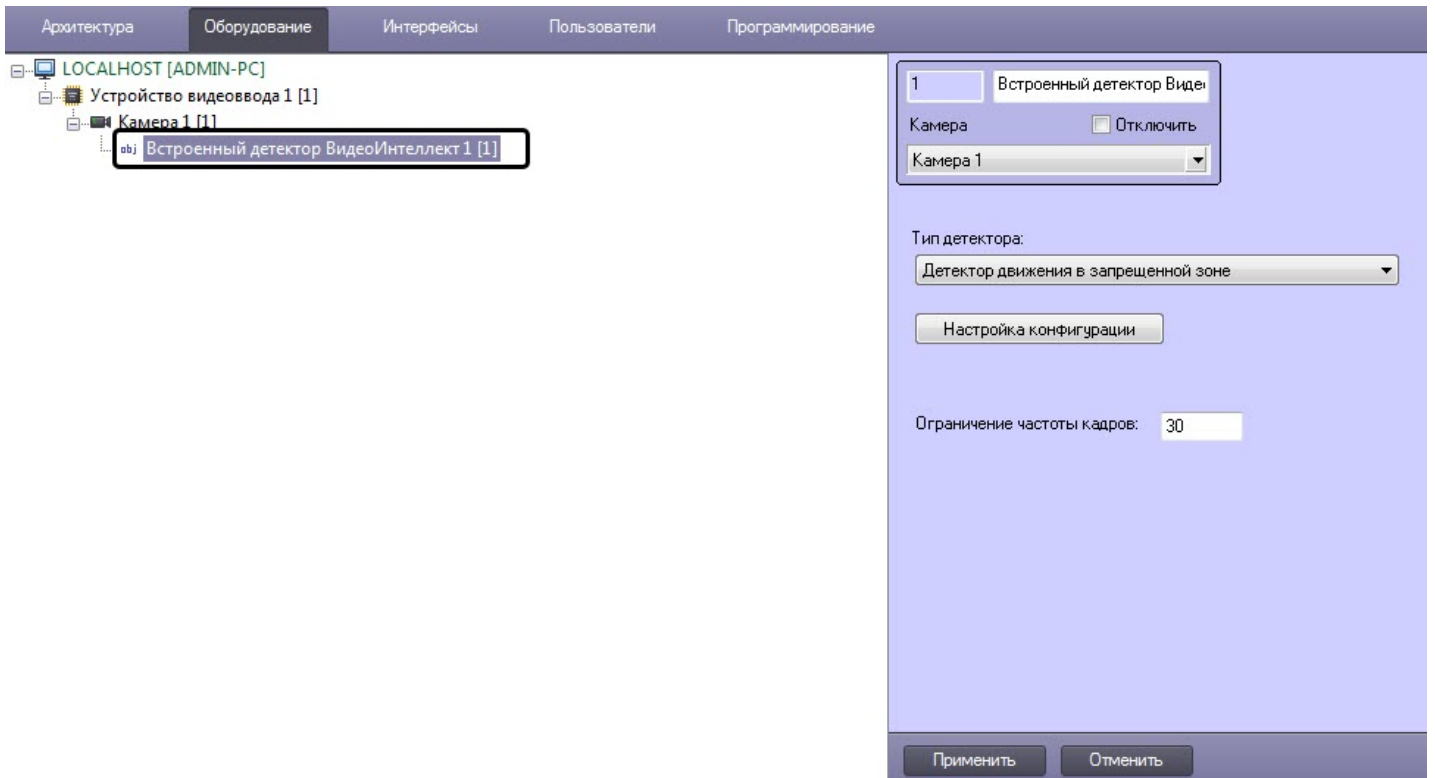 Архитектура Оборудование Интерфейсы Пользователи Программирование
LOCALHOST [ADMIN-PC]
Устройство видеоввода 1 [1]
Камера 1 [1]
obj Встроенный детектор ВидеоИнтеллект 1 [1]
1 Встроенный детектор Виде
Камера Отключить
Камера 1
Тип детектора:
Детектор движения в запрещенной зоне
Настройка конфигурации
Ограничение частоты кадров: 30
Применить Отменить